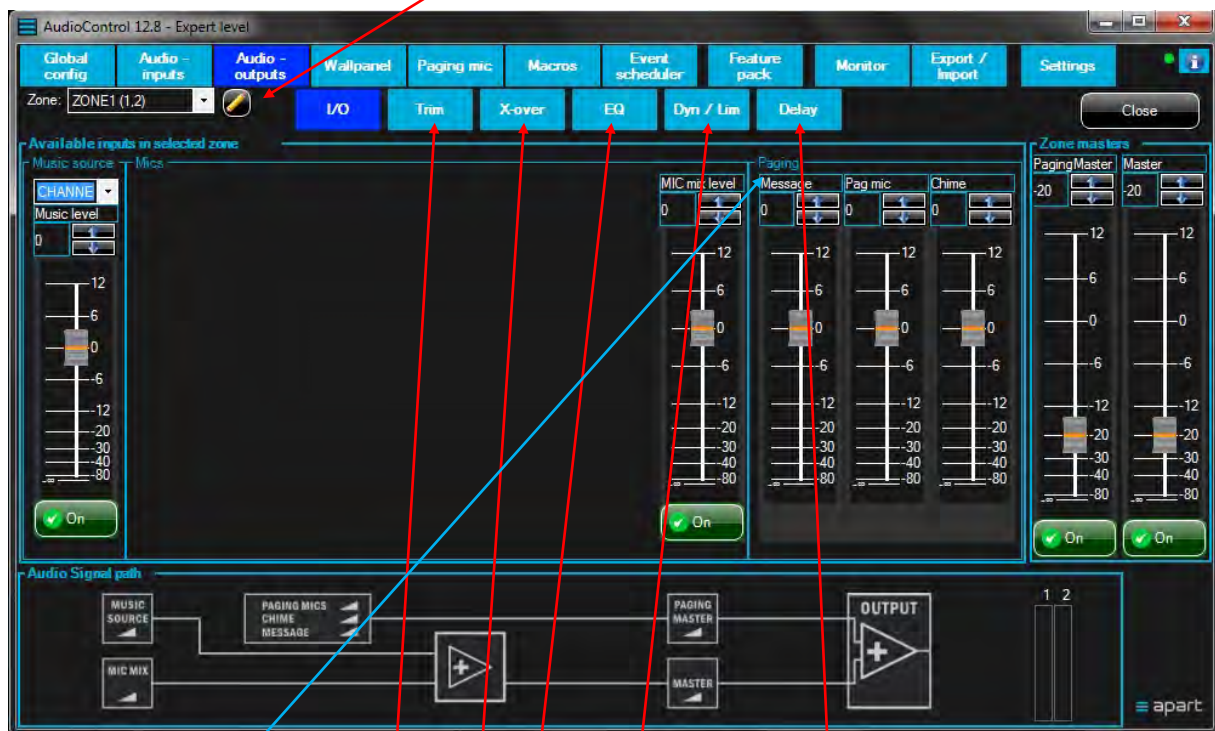 AudioControl 12.8 - Expert level
Global config
Audio - inputs
Audio - outputs
Wallpanel
Paging mic
Macros
Event scheduler
Feature pack
Monitor
Export / Import
Settings
Zone: ZONE1 (1,2)
I/O
Trim
X-over
EQ
Dyn / Lim
Delay
Close
Available inputs in selected zone
Music source
CHANNE
Music level
0
12
6
0
-6
-12
-20
-30
-40
-80
-∞
On
Mics
MIC mix level
0
12
6
0
-6
-12
-20
-30
-40
-80
-∞
On
Paging
Message
0
12
6
0
-6
-12
-20
-30
-40
-80
-∞
Pag mic
0
12
6
0
-6
-12
-20
-30
-40
-80
-∞
Chime
0
12
6
0
-6
-12
-20
-30
-40
-80
-∞
Zone masters
PagingMaster
-20
12
6
0
-6
-12
-20
-30
-40
-80
-∞
On
Master
-20
12
6
0
-6
-12
-20
-30
-40
-80
-∞
On
Audio Signal path
MUSIC
SOURCE
MIC MIX
PAGING MICS
CHIME
MESSAGE
PAGING
MASTER
MASTER
OUTPUT
1 2
apart